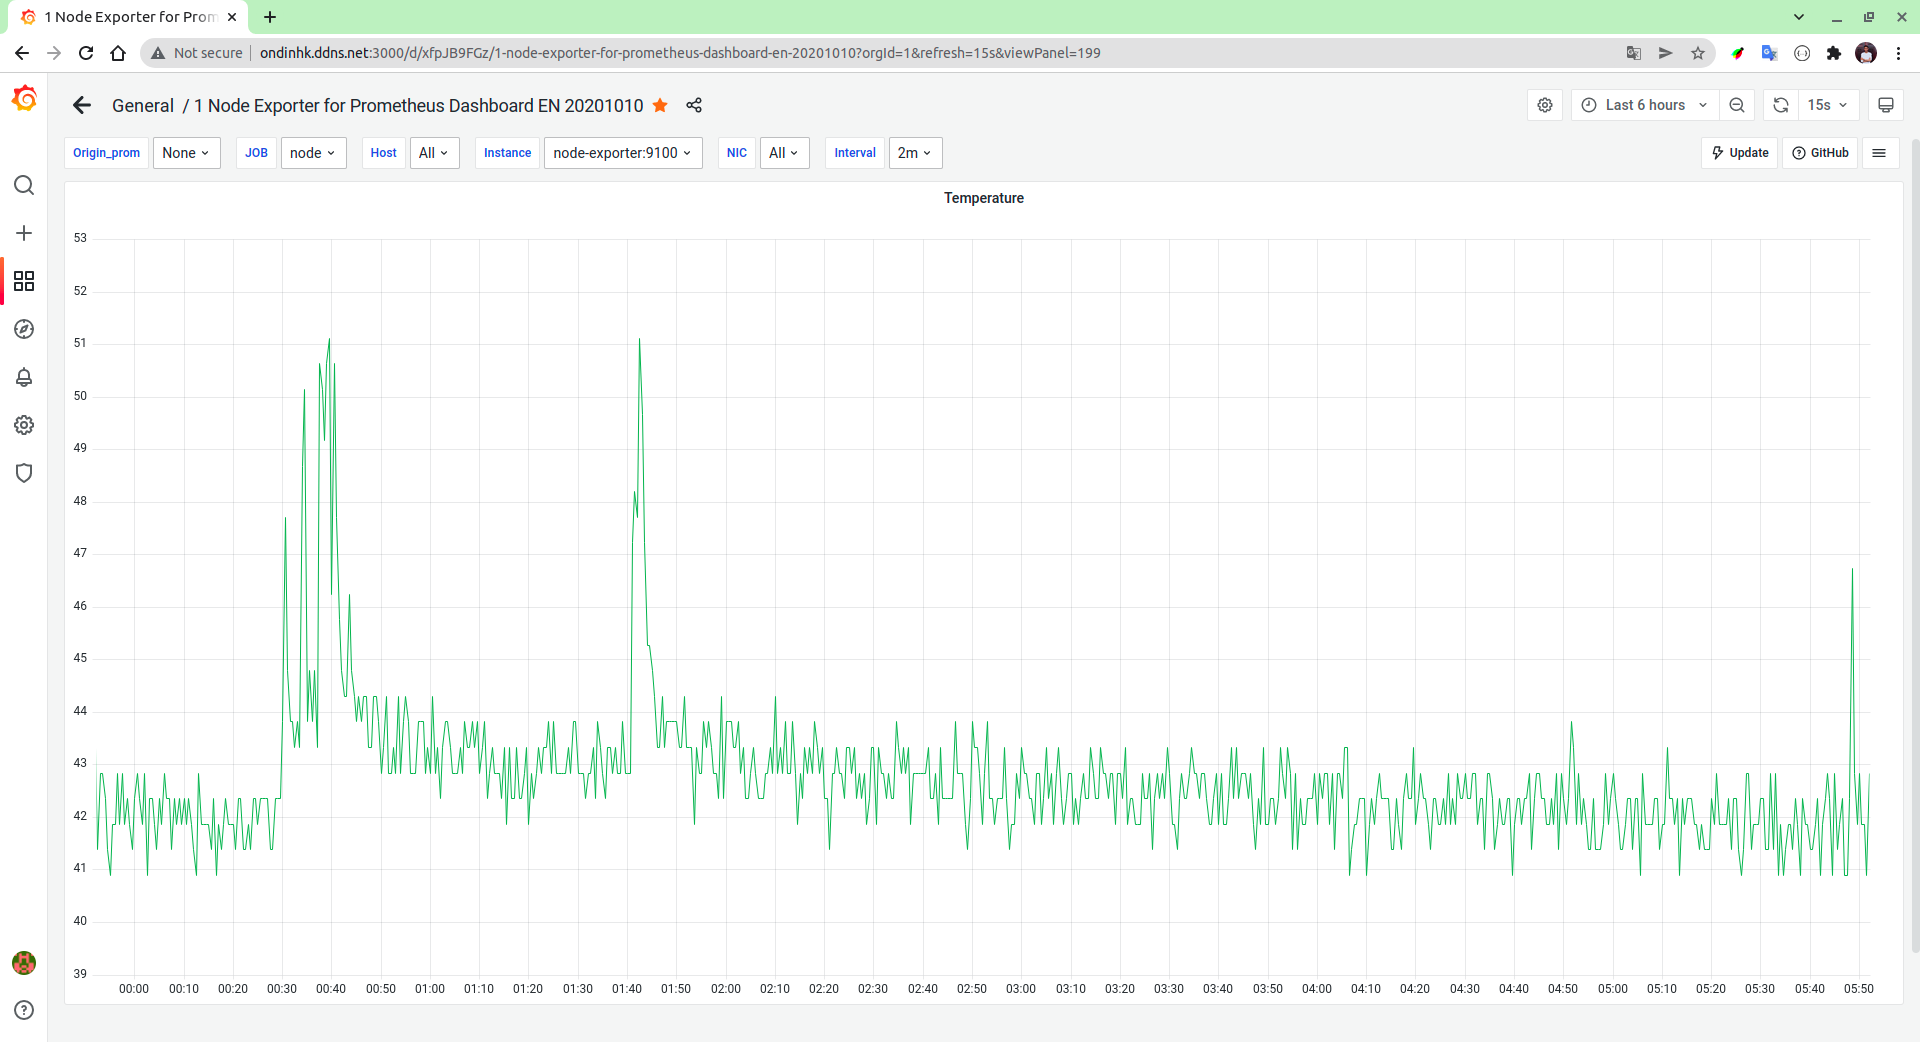 1 Node Exporter for Prom
Not secure ondinhk.ddns.net:3000/d/xfpJB9FGz/1-node-exporter-for-prometheus-dashboard-en-20201010?orgId=1&refresh=15s&viewPanel=199
General / 1 Node Exporter for Prometheus Dashboard EN 20201010 Last 6 hours 15s
Origin_prom None JOB node Host All Instance node-exporter:9100 NIC All Interval 2m Update GitHub
Temperature
53
52
51
50
49
48
47
46
45
44
43
42
41
40
39
00:00 00:10 00:20 00:30 00:40 00:50 01:00 01:10 01:20 01:30 01:40 01:50 02:00 02:10 02:20 02:30 02:40 02:50 03:00 03:10 03:20 03:30 03:40 03:50 04:00 04:10 04:20 04:30 04:40 04:50 05:00 05:10 05:20 05:30 05:40 05:50